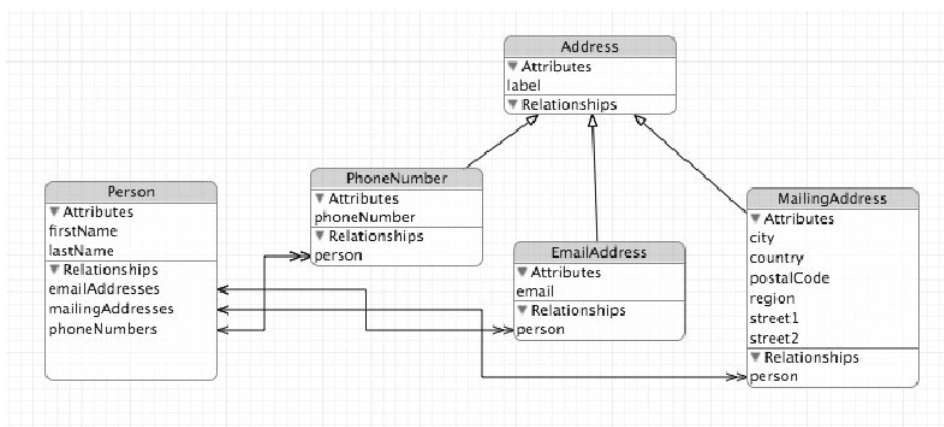 Address
Attributes
label
Relationships
PhoneNumber
Attributes
phoneNumber
Relationships
person
Person
Attributes
firstName
lastName
Relationships
emailAddresses
mailingAddresses
phoneNumbers
EmailAddress
Attributes
email
Relationships
person
MailingAddress
Attributes
city
country
postalCode
region
street1
street2
Relationships
person